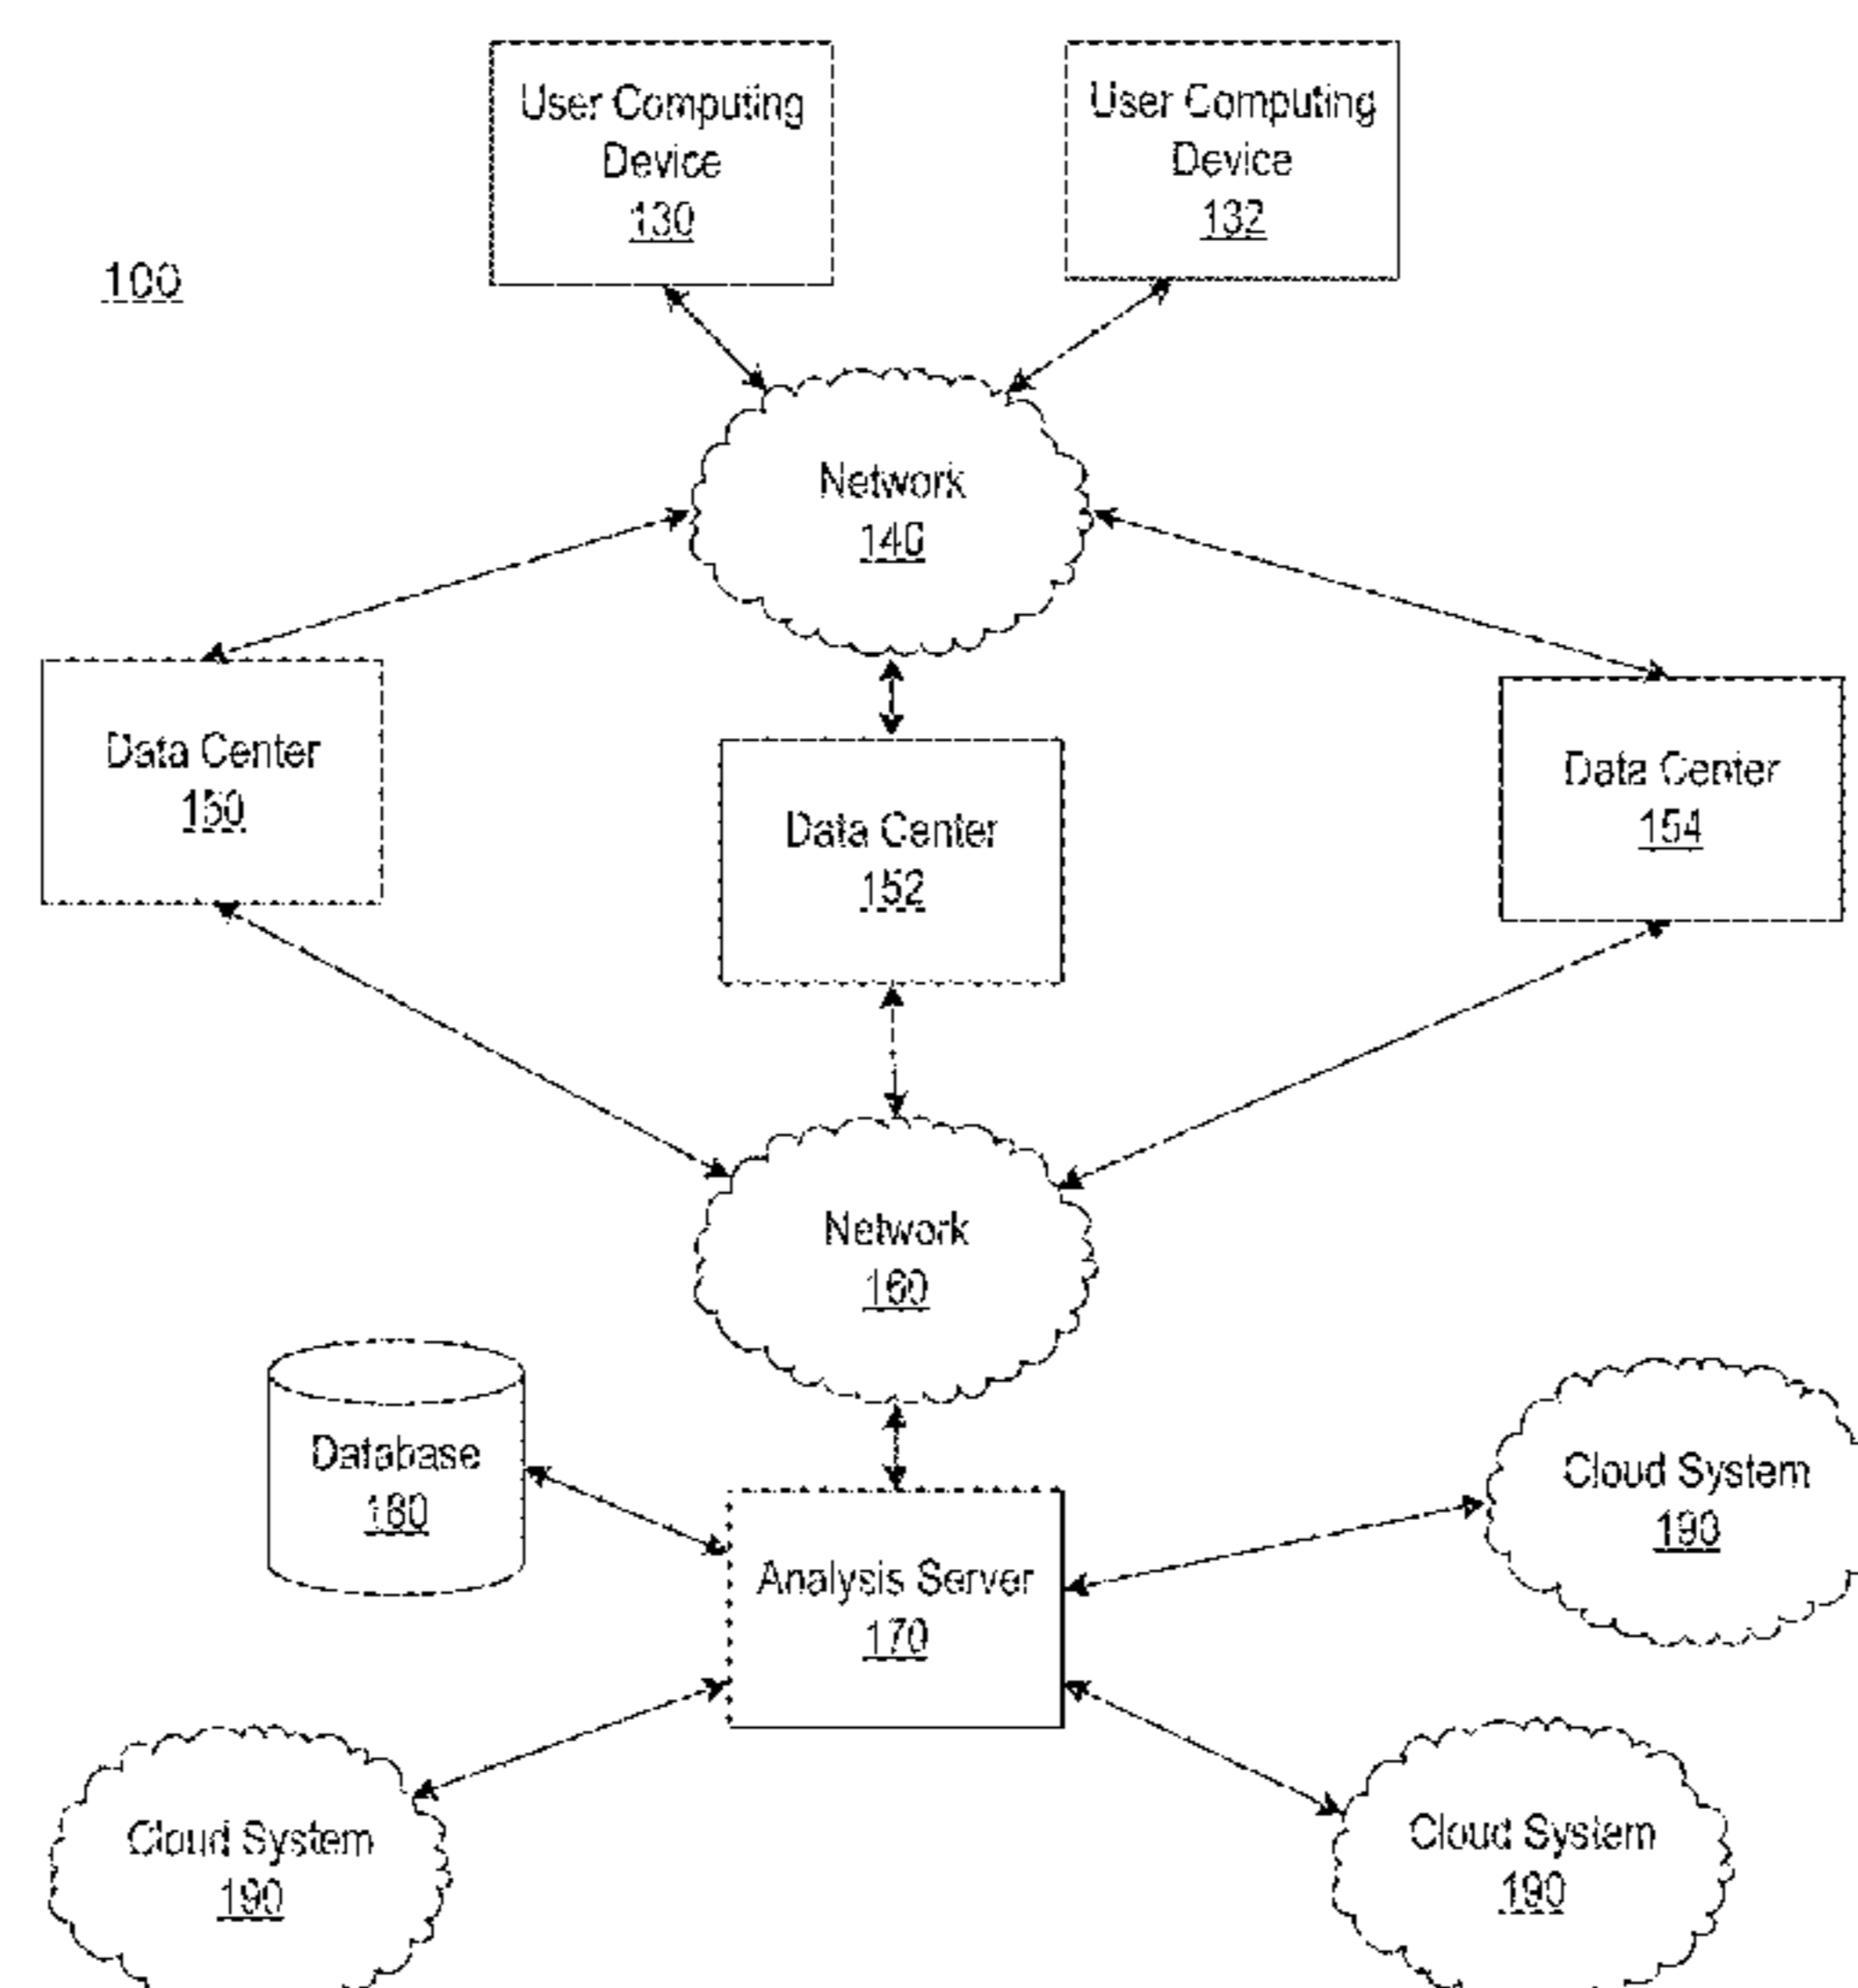 User Computing
Device
130
User Computing
Device
132
100
Network
140
Data Center
150
Data Center
152
Data Center
154
Network
160
Database
180
Cloud System
190
Analysis Server
170
Cloud System
190
Cloud System
190